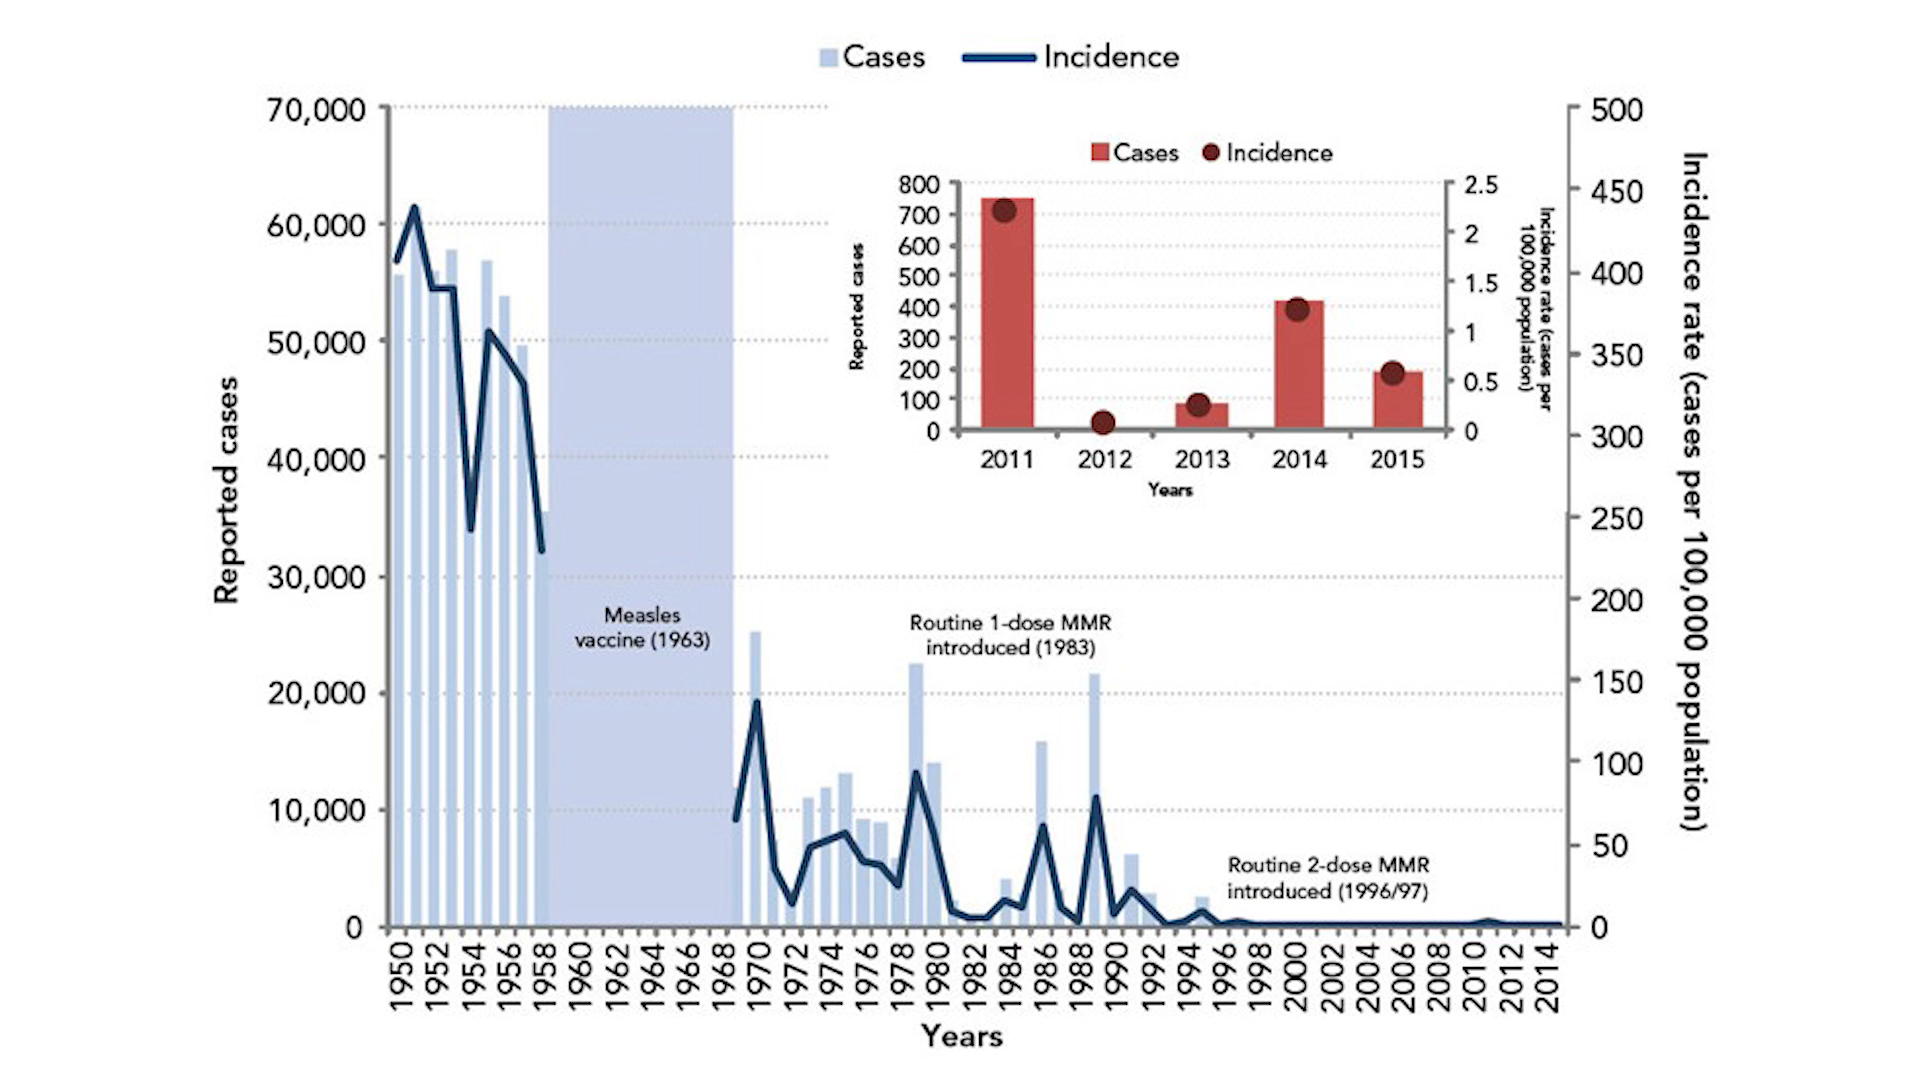 Cases Incidence
70,000
60,000
50,000
40,000
30,000
20,000
10,000
0
Reported cases
500
450
400
350
300
250
200
150
100
50
0
Incidence rate (cases per 100,000 population)
Cases Incidence
800
700
600
500
400
300
200
100
0
Reported cases
2.5
2
1.5
1
0.5
0
Incidence rate (cases per
100,000 population)
2011 2012 2013 2014 2015
Years
Measles
vaccine (1963)
Routine 1-dose MMR
introduced (1983)
Routine 2-dose MMR
introduced (1996/97)
1950 1952 1954 1956 1958 1960 1962 1964 1966 1968 1970 1972 1974 1976 1978 1980 1982 1984 1986 1988 1990 1992 1994 1996 1998 2000 2002 2004 2006 2008 2010 2012 2014
Years